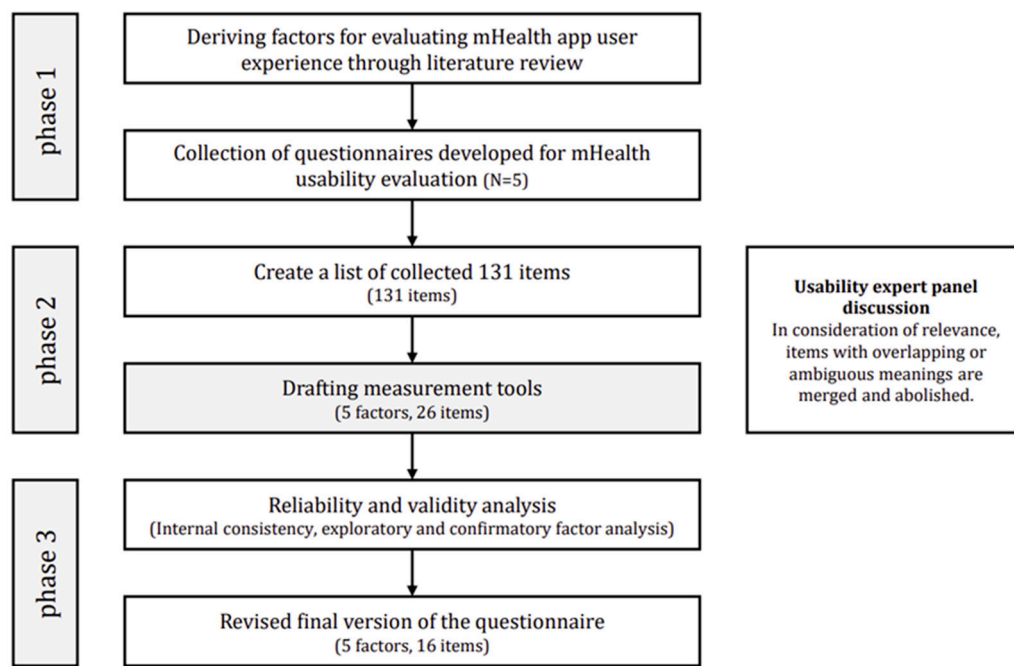 phase 1
Deriving factors for evaluating mHealth app user
experience through literature review
Collection of questionnaires developed for mHealth
usability evaluation (N=5)
phase 2
Create a list of collected 131 items
(131 items)
Drafting measurement tools
(5 factors, 26 items)
Usability expert panel
discussion
In consideration of relevance,
items with overlapping or
ambiguous meanings are
merged and abolished.
phase 3
Reliability and validity analysis
(Internal consistency, exploratory and confirmatory factor analysis)
Revised final version of the questionnaire
(5 factors, 16 items)